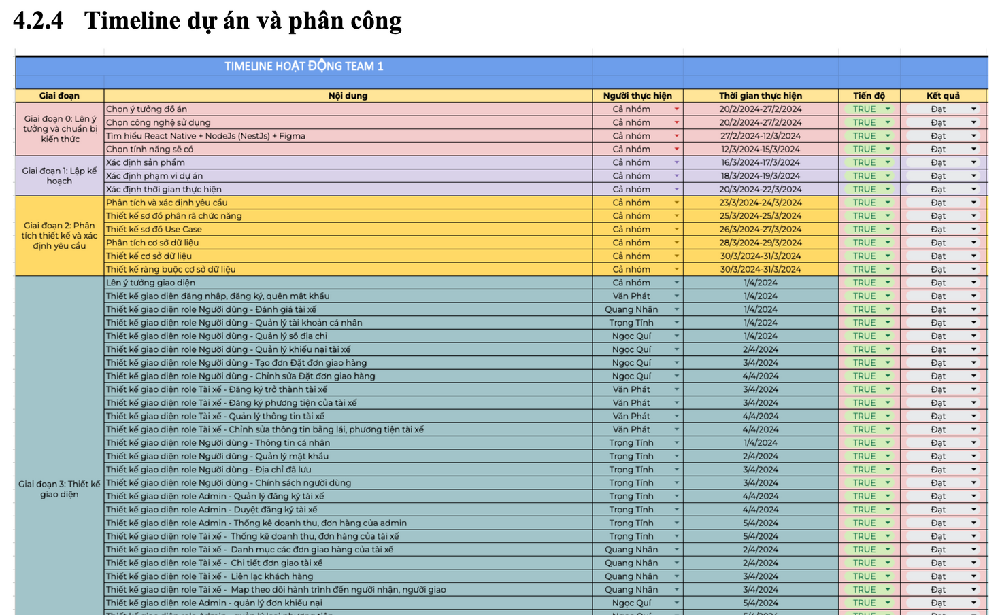 4.2.4 Timeline dự án và phân công
TIMELINE HOẠT ĐỘNG TEAM 1
Giai đoạn Nội dung Người thực hiện Thời gian thực hiện Tiến độ Kết quả
Giai đoạn 0: Lên ý
tưởng và chuẩn bị
kiến thức
Chọn ý tưởng đồ án Cả nhóm 20/2/2024-27/2/2024 TRUE Đạt
Chọn công nghệ sử dụng Cả nhóm 20/2/2024-27/2/2024 TRUE Đạt
Tìm hiểu React Native + NodeJs (NestJs) + Figma Cả nhóm 27/2/2024-12/3/2024 TRUE Đạt
Chọn tính năng sẽ có Cả nhóm 12/3/2024-15/3/2024 TRUE Đạt
Giai đoạn 1: Lập kế
hoạch
Xác định sản phẩm Cả nhóm 16/3/2024-17/3/2024 TRUE Đạt
Xác định phạm vi dự án Cả nhóm 18/3/2024-19/3/2024 TRUE Đạt
Xác định thời gian thực hiện Cả nhóm 20/3/2024-22/3/2024 TRUE Đạt
Giai đoạn 2: Phân
tích thiết kế và xác
định yêu cầu
Phân tích và xác định yêu cầu Cả nhóm 23/3/2024-24/3/2024 TRUE Đạt
Thiết kế sơ đồ phân rã chức năng Cả nhóm 25/3/2024-25/3/2024 TRUE Đạt
Thiết kế sơ đồ Use Case Cả nhóm 26/3/2024-27/3/2024 TRUE Đạt
Phân tích cơ sở dữ liệu Cả nhóm 28/3/2024-29/3/2024 TRUE Đạt
Thiết kế cơ sở dữ liệu Cả nhóm 30/3/2024-31/3/2024 TRUE Đạt
Thiết kế ràng buộc cơ sở dữ liệu Cả nhóm 30/3/2024-31/3/2024 TRUE Đạt
Giai đoạn 3: Thiết kế
giao diện
Lên ý tưởng giao diện Cả nhóm 1/4/2024 TRUE Đạt
Thiết kế giao diện đăng nhập, đăng ký, quên mật khẩu Văn Phát 1/4/2024 TRUE Đạt
Thiết kế giao diện role Người dùng - Đánh giá tài xế Quang Nhân 1/4/2024 TRUE Đạt
Thiết kế giao diện role Người dùng - Quản lý tài khoản cá nhân Trọng Tính 1/4/2024 TRUE Đạt
Thiết kế giao diện role Người dùng - Quản lý sổ địa chỉ Ngọc Quí 1/4/2024 TRUE Đạt
Thiết kế giao diện role Người dùng - Quản lý khiếu nại tài xế Ngọc Quí 2/4/2024 TRUE Đạt
Thiết kế giao diện role Người dùng - Tạo đơn Đặt đơn giao hàng Ngọc Quí 3/4/2024 TRUE Đạt
Thiết kế giao diện role Người dùng - Chỉnh sửa Đặt đơn giao hàng Ngọc Quí 4/4/2024 TRUE Đạt
Thiết kế giao diện role Tài xế - Đăng ký trở thành tài xế Văn Phát 3/4/2024 TRUE Đạt
Thiết kế giao diện role Tài xế - Đăng ký phương tiện của tài xế Văn Phát 3/4/2024 TRUE Đạt
Thiết kế giao diện role Tài xế - Quản lý thông tin tài xế Văn Phát 4/4/2024 TRUE Đạt
Thiết kế giao diện role Tài xế - Chỉnh sửa thông tin bằng lái, phương tiện tài xế Văn Phát 4/4/2024 TRUE Đạt
Thiết kế giao diện role Người dùng - Thông tin cá nhân Trọng Tính 1/4/2024 TRUE Đạt
Thiết kế giao diện role Người dùng - Quản lý mật khẩu Trọng Tính 2/4/2024 TRUE Đạt
Thiết kế giao diện role Người dùng - Địa chỉ đã lưu Trọng Tính 3/4/2024 TRUE Đạt
Thiết kế giao diện role Người dùng - Chính sách người dùng Trọng Tính 3/4/2024 TRUE Đạt
Thiết kế giao diện role Admin - Quản lý đăng ký tài xế Trọng Tính 4/4/2024 TRUE Đạt
Thiết kế giao diện role Admin - Duyệt đăng ký tài xế Trọng Tính 4/4/2024 TRUE Đạt
Thiết kế giao diện role Admin - Thống kê doanh thu, đơn hàng của admin Trọng Tính 5/4/2024 TRUE Đạt
Thiết kế giao diện role Tài xế - Thống kê doanh thu, đơn hàng của tài xế Trọng Tính 5/4/2024 TRUE Đạt
Thiết kế giao diện role Tài xế - Danh mục các đơn giao hàng của tài xế Quang Nhân 2/4/2024 TRUE Đạt
Thiết kế giao diện role Tài xế - Chi tiết đơn giao tài xề Quang Nhân 2/4/2024 TRUE Đạt
Thiết kế giao diện role Tài xế - Liên lạc khách hàng Quang Nhân 3/4/2024 TRUE Đạt
Thiết kế giao diện role Tài xế - Map theo dõi hành trình đến người nhận, người giao Quang Nhân 3/4/2024 TRUE Đạt
Thiết kế giao diện role Admin - quản lý đơn khiếu nại Ngọc Quí 5/4/2024 TRUE Đạt